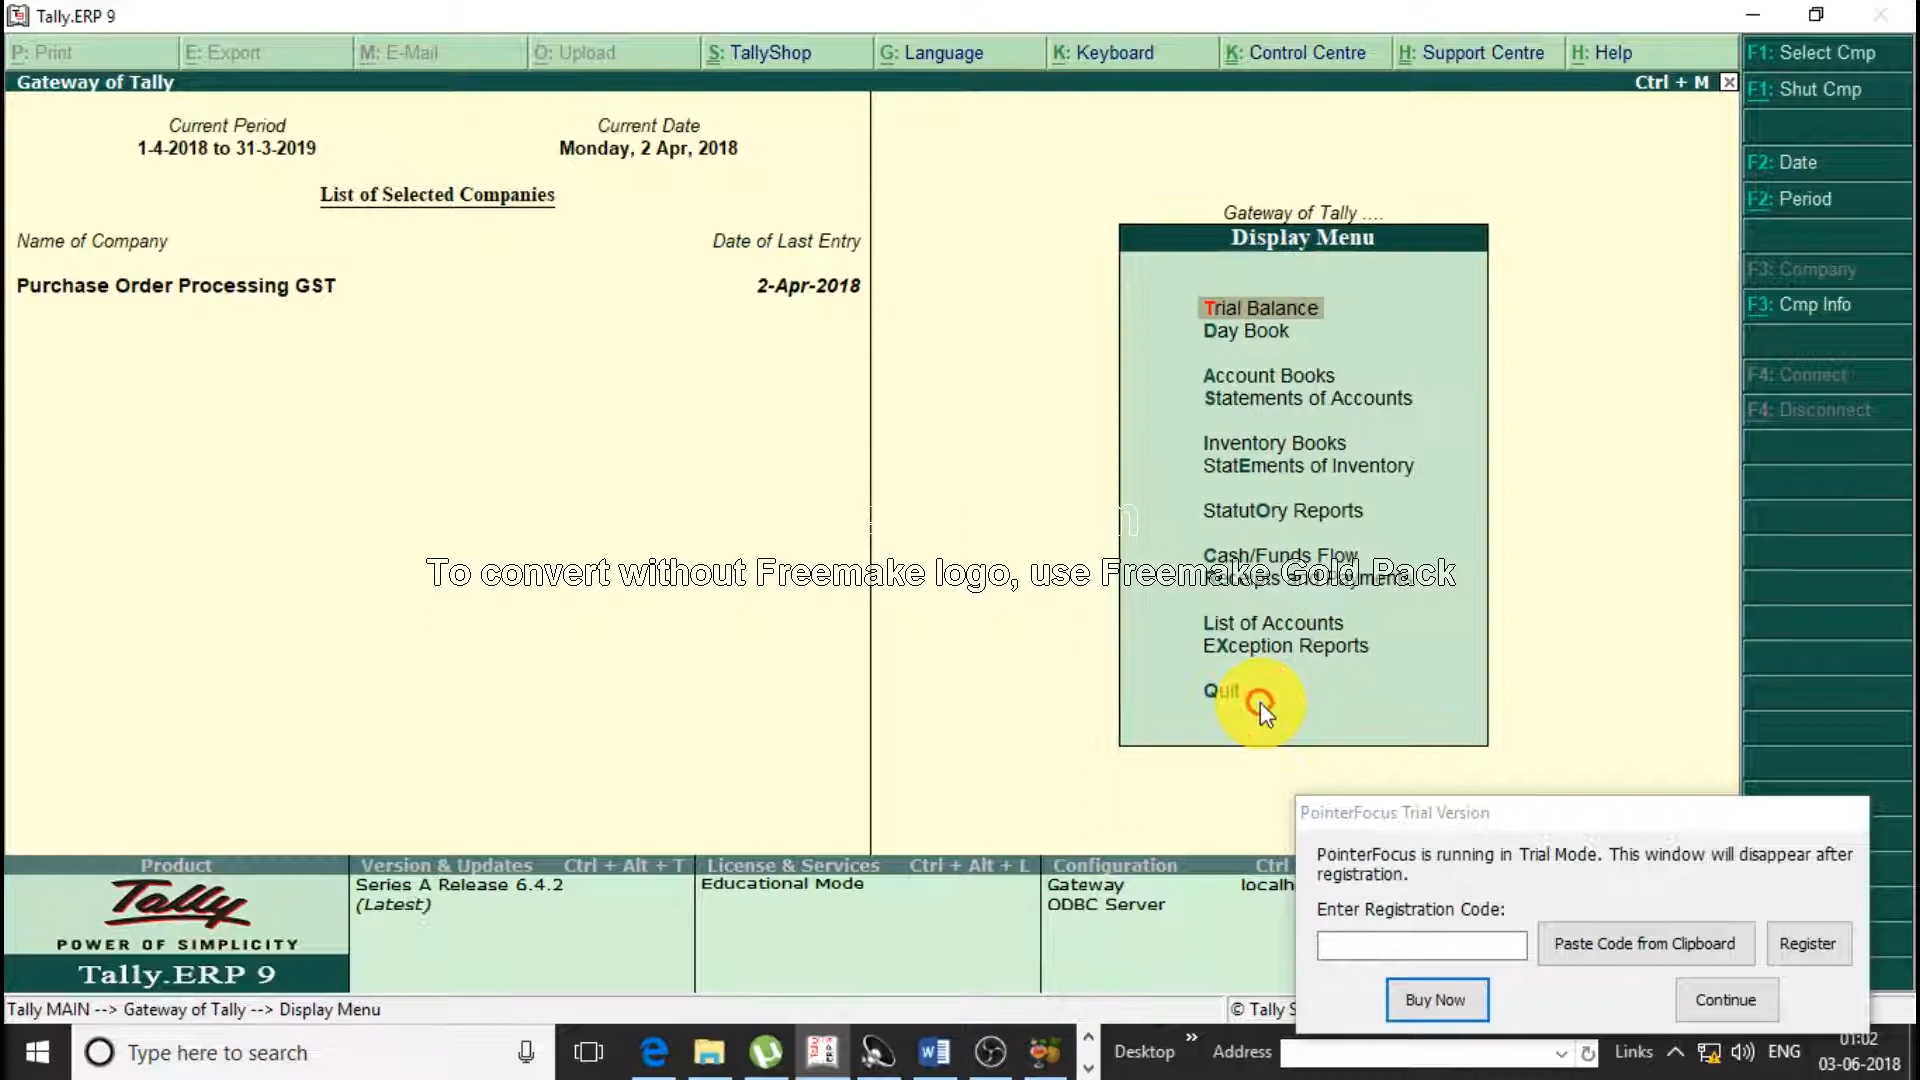 Tally.ERP 9
P: Print
E: Export
M: E-Mail
O: Upload
S: TallyShop
G: Language
K: Keyboard
K: Control Centre
H: Support Centre
H: Help
Gateway of Tally
Ctrl + M
Current Period
Current Date
1-4-2018 to 31-3-2019
Monday, 2 Apr, 2018
List of Selected Companies
Name of Company
Date of Last Entry
Purchase Order Processing GST
2-Apr-2018
Gateway of Tally ....
Display Menu
Trial Balance
Day Book
Account Books
Statements of Accounts
Inventory Books
StatEments of Inventory
StatutOry Reports
Cash/Funds Flow
Receipts and Payments
List of Accounts
EXception Reports
Quit
To convert without Freemake logo, use Freemake Gold Pack
F1: Select Cmp
F1: Shut Cmp
F2: Date
F2: Period
F3: Company
F3: Cmp Info
F4: Connect
F4: Disconnect
Product
Tally
POWER OF SIMPLICITY
Tally.ERP 9
Version & Updates Ctrl + Alt + T
Series A Release 6.4.2
(Latest)
License & Services Ctrl + Alt + L
Educational Mode
Configuration Ctrl
Gateway localh
ODBC Server
PointerFocus Trial Version
PointerFocus is running in Trial Mode. This window will disappear after
registration.
Enter Registration Code:
Paste Code from Clipboard
Register
Buy Now
Continue
Tally MAIN --> Gateway of Tally --> Display Menu
© Tally S
Type here to search
Desktop
Address
Links
ENG
01:02
03-06-2018